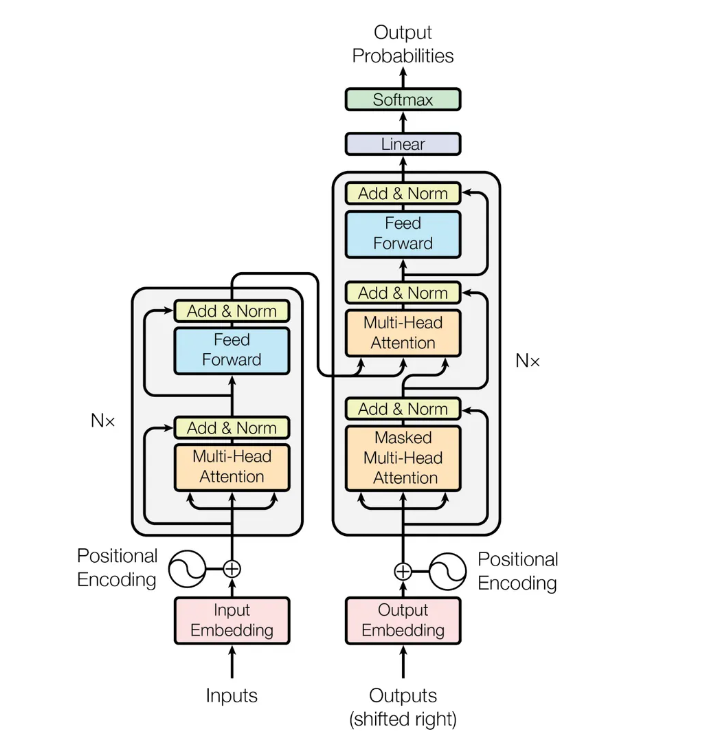 Output
Probabilities
Softmax
Linear
Add & Norm
Feed
Forward
Add & Norm
Multi-Head
Attention
Nx
Add & Norm
Masked
Multi-Head
Attention
Add & Norm
Feed
Forward
Nx
Add & Norm
Multi-Head
Attention
Positional
Encoding
Positional
Encoding
Input
Embedding
Output
Embedding
Inputs
Outputs
(shifted right)